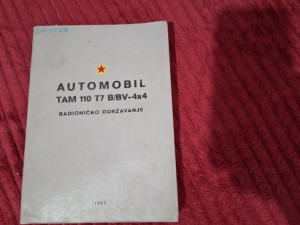 AUTOMOBIL
TAM 110 T7 B/BV-4x4
RADIONIČKO ODRŽAVANJE